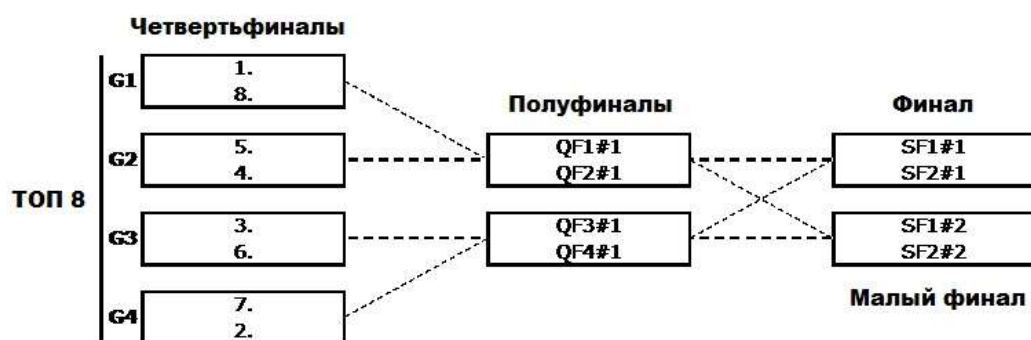 Четвертьфиналы
G1
1.
8.
Полуфиналы
Финал
G2
5.
4.
QF1#1
QF2#1
SF1#1
SF2#1
ТОП 8
G3
3.
6.
QF3#1
QF4#1
SF1#2
SF2#2
G4
7.
2.
Малый финал